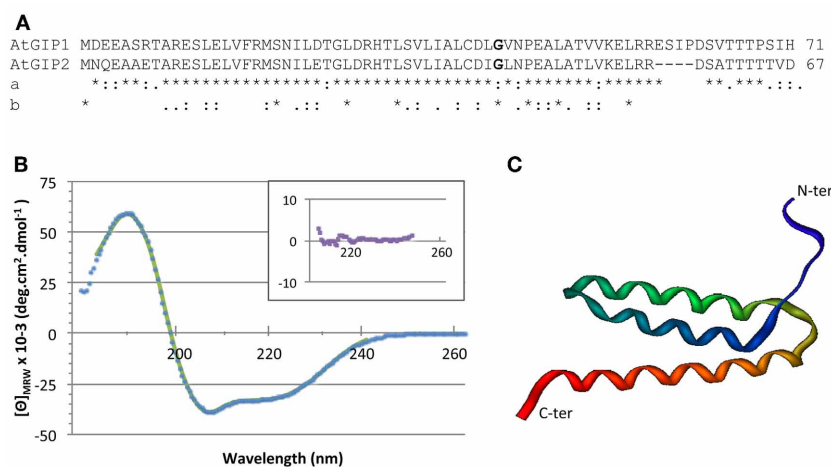 A
AtGIP1 MDEEASRTARESLELVFRMSNILDTGLDRHTLSVLIALCDLGVNPEALATVVKELRRESIPDSVTTTPSIH 71
AtGIP2 MNQEAAETARESLELVFRMSNILETGLDRHTLSVLIALCDIGLNPEALATLVKELRR----DSATTTTTVD 67
a *::**:.****************:****************:*:*******:****** **.***.::.
b * ..: :: :* .: : * *.:: :. .: * .::* .: . *
B
75
50
25
0
-25
-50
200
220
240
260
[Θ]MRW x 10-3 (deg.cm2.dmol-1)
Wavelength (nm)
10
0
-10
220
260
C
N-ter
C-ter